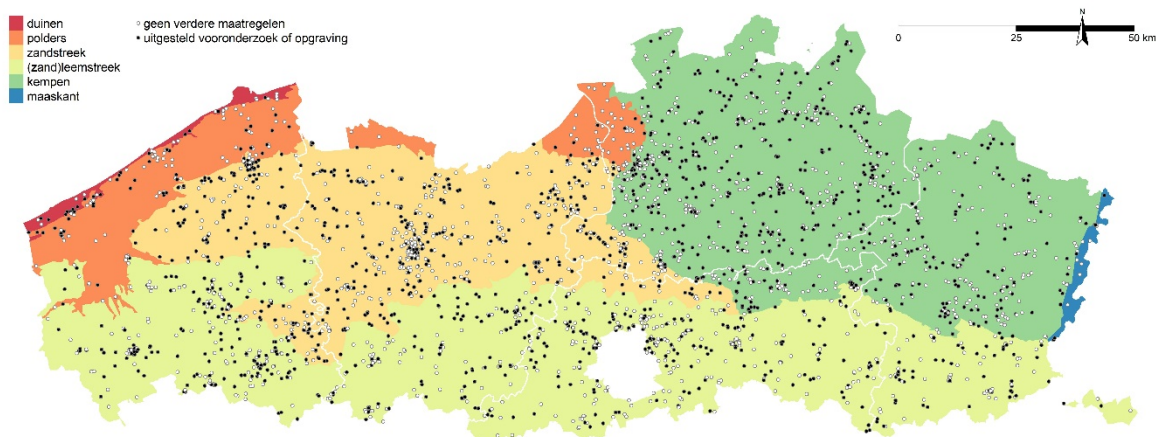 duinen
polders
zandstreek
(zand)leemstreek
kempen
maaskant
geen verdere maatregelen
uitgesteld vooronderzoek of opgraving
N
0 25 50 km